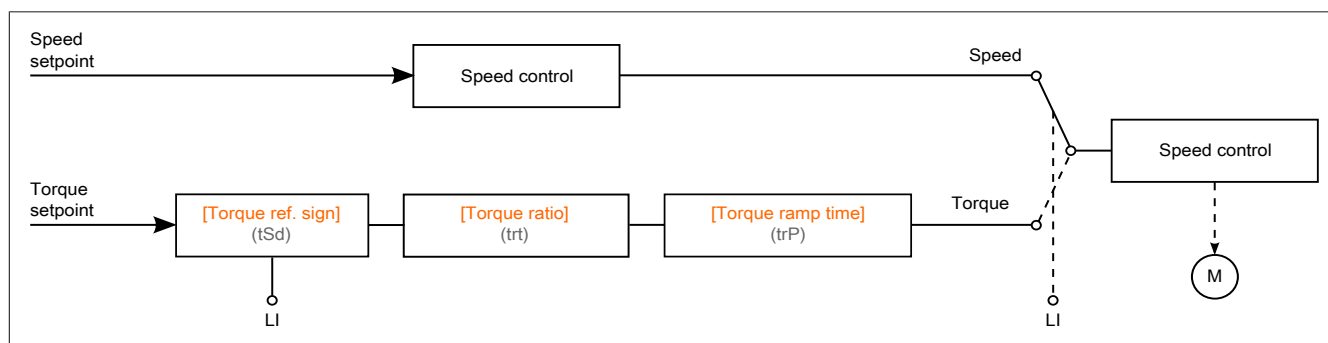 Speed
setpoint
Speed control
Speed
Speed control
Torque
setpoint
[Torque ref. sign]
(tSd)
[Torque ratio]
(trt)
[Torque ramp time]
(trP)
Torque
M
LI
LI